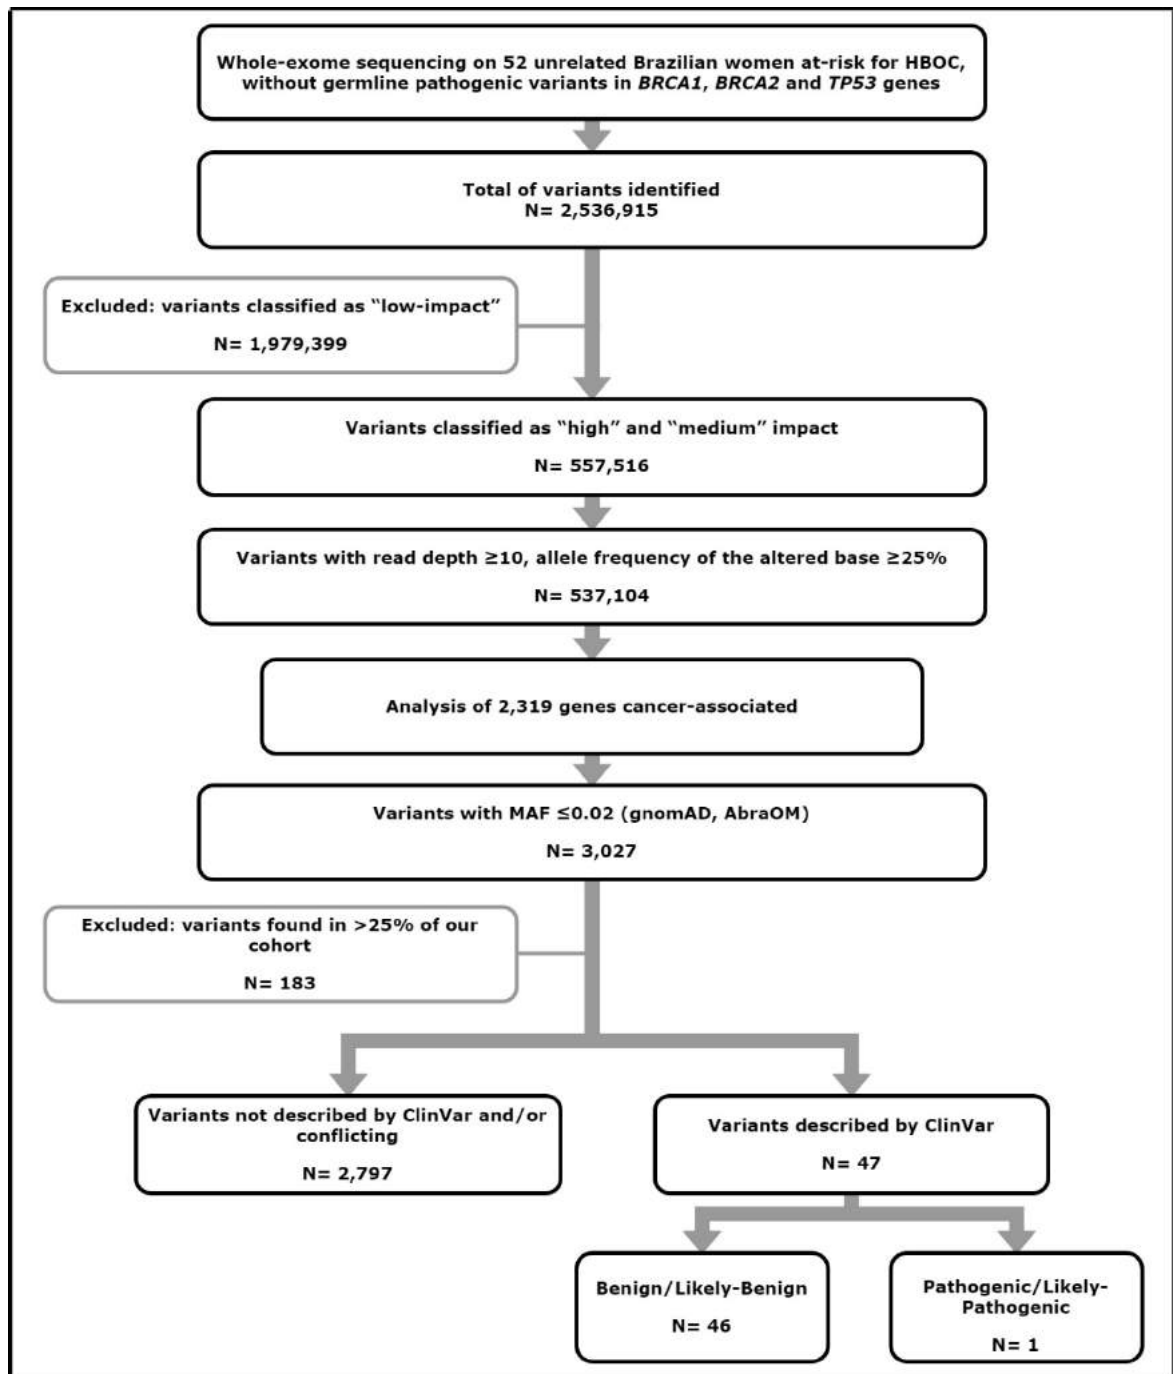 Whole-exome sequencing on 52 unrelated Brazilian women at-risk for HBOC,
without germline pathogenic variants in BRCA1, BRCA2 and TP53 genes
Total of variants identified
N= 2,536,915
Excluded: variants classified as “low-impact”
N= 1,979,399
Variants classified as “high” and “medium” impact
N= 557,516
Variants with read depth ≥10, allele frequency of the altered base ≥25%
N= 537,104
Analysis of 2,319 genes cancer-associated
Variants with MAF ≤0.02 (gnomAD, AbraOM)
N= 3,027
Excluded: variants found in >25% of our
cohort
N= 183
Variants not described by ClinVar and/or
conflicting
N= 2,797
Variants described by ClinVar
N= 47
Benign/Likely-Benign
N= 46
Pathogenic/Likely-
Pathogenic
N= 1